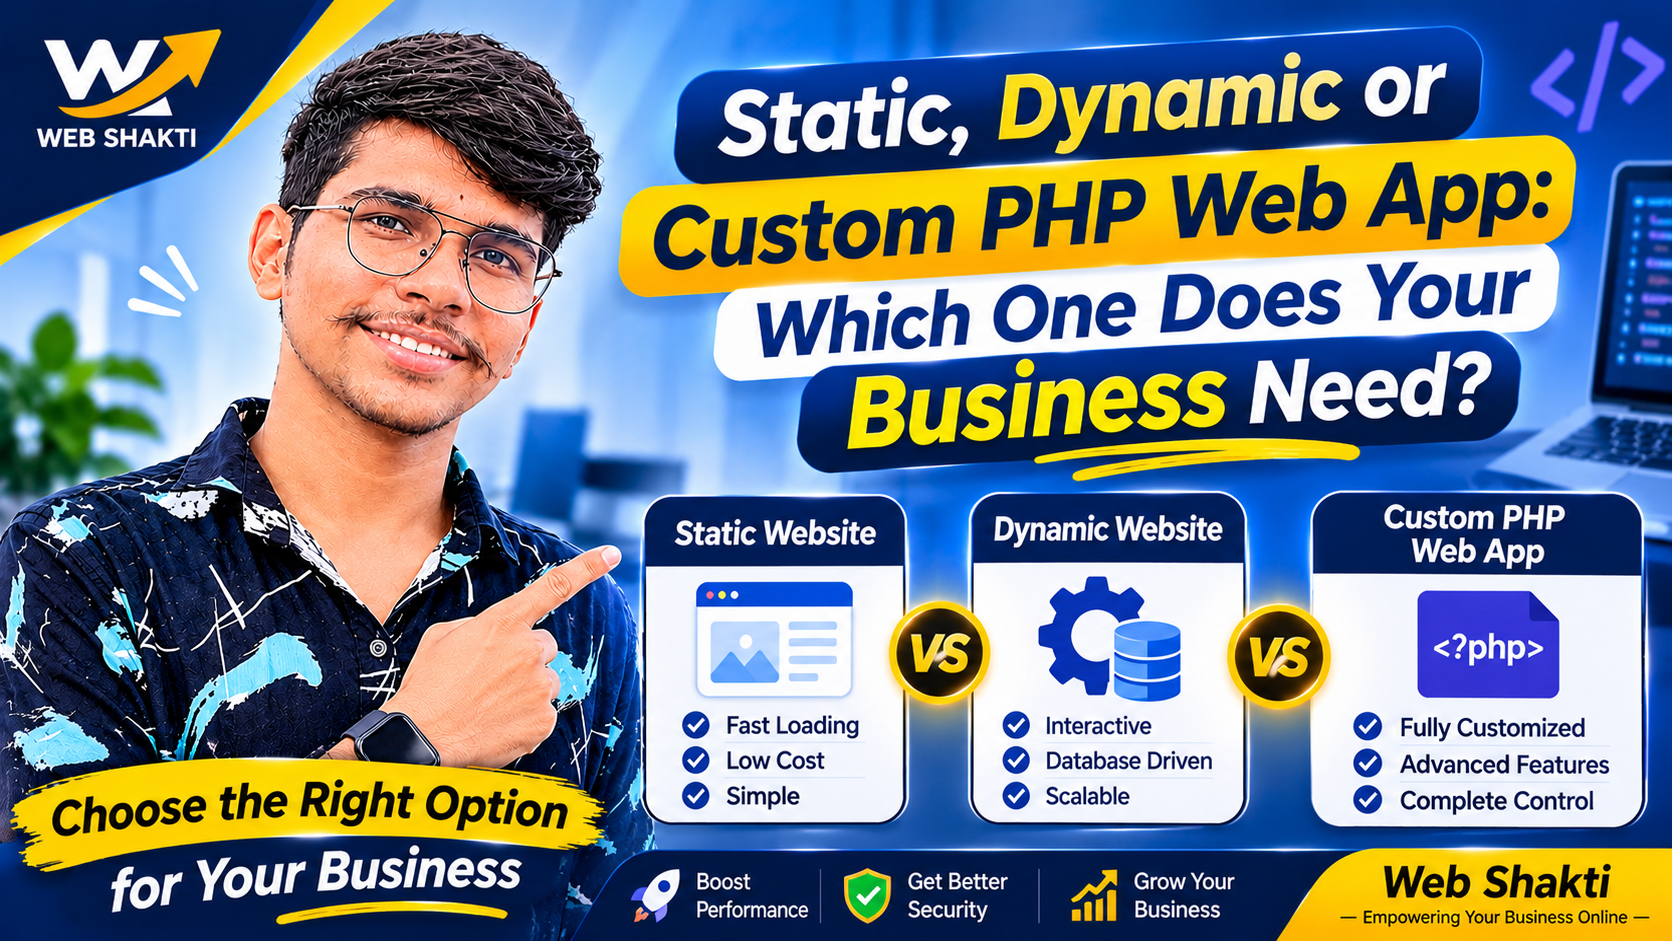 WEB SHAKTI
Static, Dynamic or
Custom PHP Web App:
Which One Does Your
Business Need?
</>
Static Website
Fast Loading
Low Cost
Simple
VS
Dynamic Website
Interactive
Database Driven
Scalable
VS
Custom PHP
Web App
<?php>
Fully Customized
Advanced Features
Complete Control
Choose the Right Option
for Your Business
Boost
Performance
Get Better
Security
Grow Your
Business
Web Shakti
— Empowering Your Business Online —